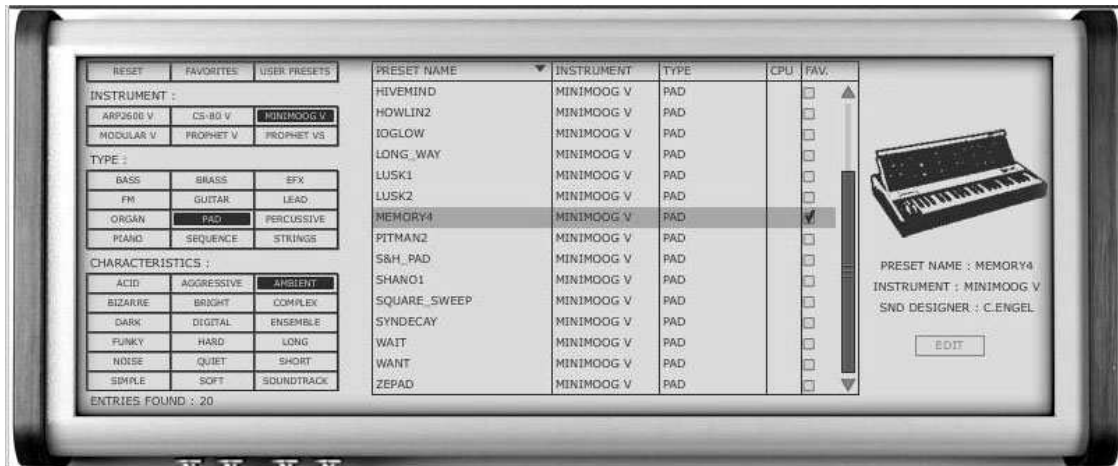 RESET FAVORITES USER PRESETS
INSTRUMENT :
ARP2600 V CS-80 V MINIMOOG V
MODULAR V PROPHET V PROPHET VS
TYPE :
BASS BRASS EFX
FM GUITAR LEAD
ORGAN PAD PERCUSSIVE
PIANO SEQUENCE STRINGS
CHARACTERISTICS :
ACID AGGRESSIVE AMBIENT
BIZARRE BRIGHT COMPLEX
DARK DIGITAL ENSEMBLE
FUNKY HARD LONG
NOISE QUIET SHORT
SIMPLE SOFT SOUNDTRACK
ENTRIES FOUND : 20
PRESET NAME INSTRUMENT TYPE CPU FAV.
HIVEMIND MINIMOOG V PAD
HOWLIN2 MINIMOOG V PAD
IOGLOW MINIMOOG V PAD
LONG_WAY MINIMOOG V PAD
LUSK1 MINIMOOG V PAD
LUSK2 MINIMOOG V PAD
MEMORY4 MINIMOOG V PAD
PITMAN2 MINIMOOG V PAD
S&H_PAD MINIMOOG V PAD
SHANO1 MINIMOOG V PAD
SQUARE_SWEEP MINIMOOG V PAD
SYNDECAY MINIMOOG V PAD
WAIT MINIMOOG V PAD
WANT MINIMOOG V PAD
ZEPAD MINIMOOG V PAD
PRESET NAME : MEMORY4
INSTRUMENT : MINIMOOG V
SND DESIGNER : C.ENGEL
EDIT